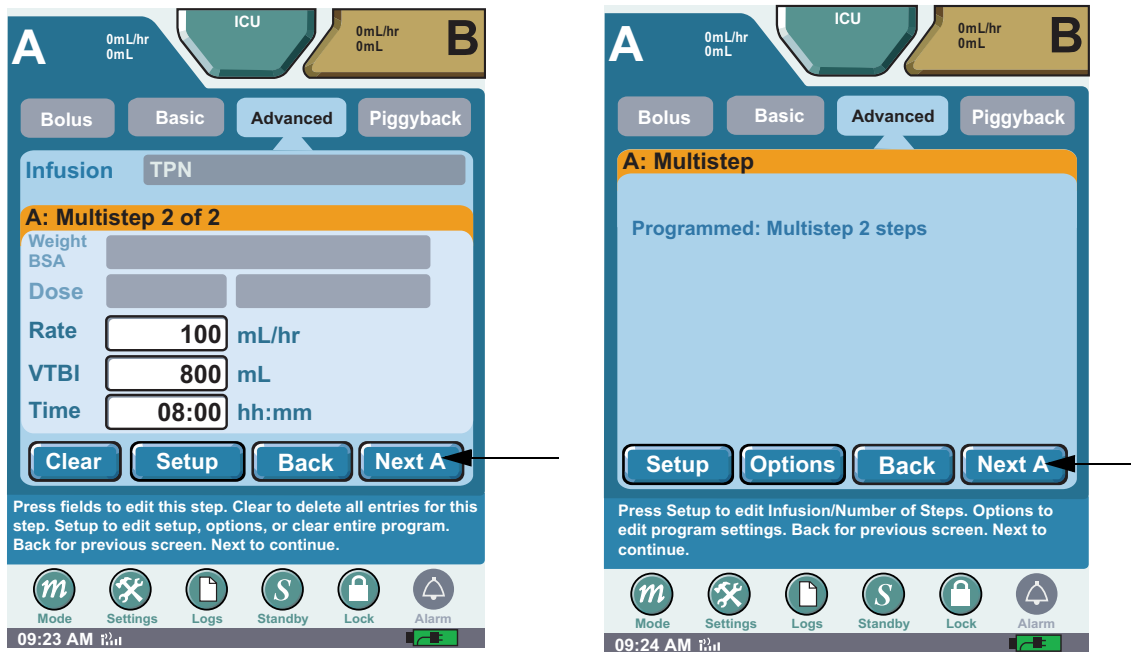 A
0mL/hr
0mL
ICU
0mL/hr
0mL
B
Bolus
Basic
Advanced
Piggyback
Infusion
TPN
A: Multistep 2 of 2
Weight
BSA
Dose
Rate 100 mL/hr
VTBI 800 mL
Time 08:00 hh:mm
Clear
Setup
Back
Next A
Press fields to edit this step. Clear to delete all entries for this
step. Setup to edit setup, options, or clear entire program.
Back for previous screen. Next to continue.
m
S
Mode
Settings
Logs
Standby
Lock
Alarm
09:23 AM
A
0mL/hr
0mL
ICU
0mL/hr
0mL
B
Bolus
Basic
Advanced
Piggyback
A: Multistep
Programmed: Multistep 2 steps
Setup
Options
Back
Next A
Press Setup to edit Infusion/Number of Steps. Options to
edit program settings. Back for previous screen. Next to
continue.
m
S
Mode
Settings
Logs
Standby
Lock
Alarm
09:24 AM